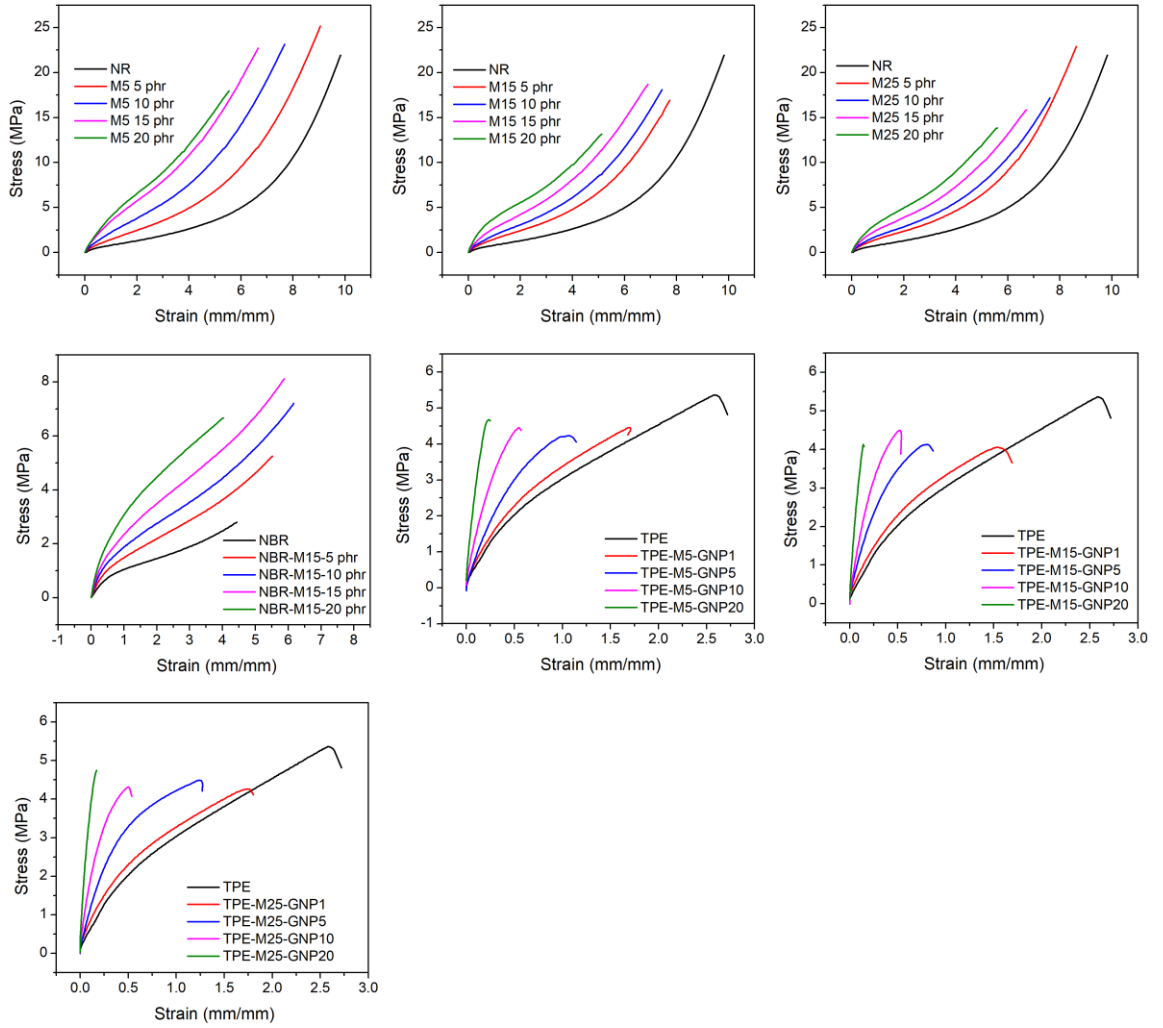 25
20
15
10
5
0
Stress (MPa)
NR
M5 5 phr
M5 10 phr
M5 15 phr
M5 20 phr
0 2 4 6 8 10
Strain (mm/mm)
25
20
15
10
5
0
Stress (MPa)
NR
M15 5 phr
M15 10 phr
M15 15 phr
M15 20 phr
0 2 4 6 8 10
Strain (mm/mm)
25
20
15
10
5
0
Stress (MPa)
NR
M25 5 phr
M25 10 phr
M25 15 phr
M25 20 phr
0 2 4 6 8 10
Strain (mm/mm)
8
6
4
2
0
Stress (MPa)
NBR
NBR-M15-5 phr
NBR-M15-10 phr
NBR-M15-15 phr
NBR-M15-20 phr
-1 0 1 2 3 4 5 6 7 8
Strain (mm/mm)
6
5
4
3
2
1
0
-1
Stress (MPa)
TPE
TPE-M5-GNP1
TPE-M5-GNP5
TPE-M5-GNP10
TPE-M5-GNP20
0.0 0.5 1.0 1.5 2.0 2.5 3.0
Strain (mm/mm)
6
5
4
3
2
1
0
Stress (MPa)
TPE
TPE-M15-GNP1
TPE-M15-GNP5
TPE-M15-GNP10
TPE-M15-GNP20
0.0 0.5 1.0 1.5 2.0 2.5 3.0
Strain (mm/mm)
6
5
4
3
2
1
0
Stress (MPa)
TPE
TPE-M25-GNP1
TPE-M25-GNP5
TPE-M25-GNP10
TPE-M25-GNP20
0.0 0.5 1.0 1.5 2.0 2.5 3.0
Strain (mm/mm)